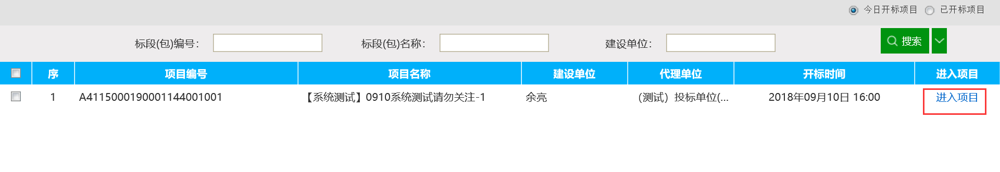 今日开标项目 已开标项目
标段(包)编号： 标段(包)名称： 建设单位： 搜索
序 项目编号 项目名称 建设单位 代理单位 开标时间 进入项目
1 A4115000190001144001001 【系统测试】0910系统测试请勿关注-1 余亮 （测试）投标单位(... 2018年09月10日 16:00 进入项目